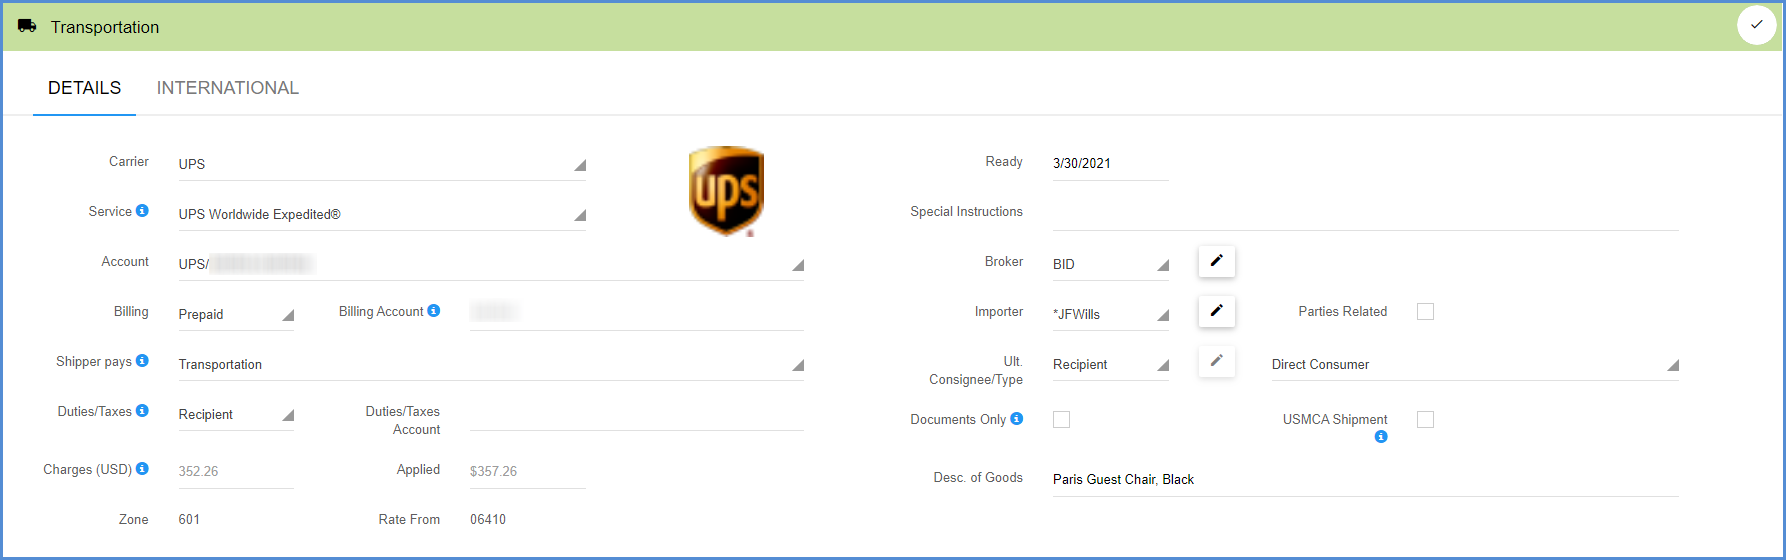 Transportation
DETAILS INTERNATIONAL
Carrier UPS
Service UPS Worldwide Expedited®
Account UPS/
Billing Prepaid Billing Account
Shipper pays Transportation
Duties/Taxes Recipient Duties/Taxes
Account
Charges (USD) 352.26 Applied $357.26
Zone 601 Rate From 06410
ups
Ready 3/30/2021
Special Instructions
Broker BID
Importer *JFWills Parties Related
Ult.
Consignee/Type Recipient Direct Consumer
Documents Only USMCA Shipment
Desc. of Goods Paris Guest Chair, Black